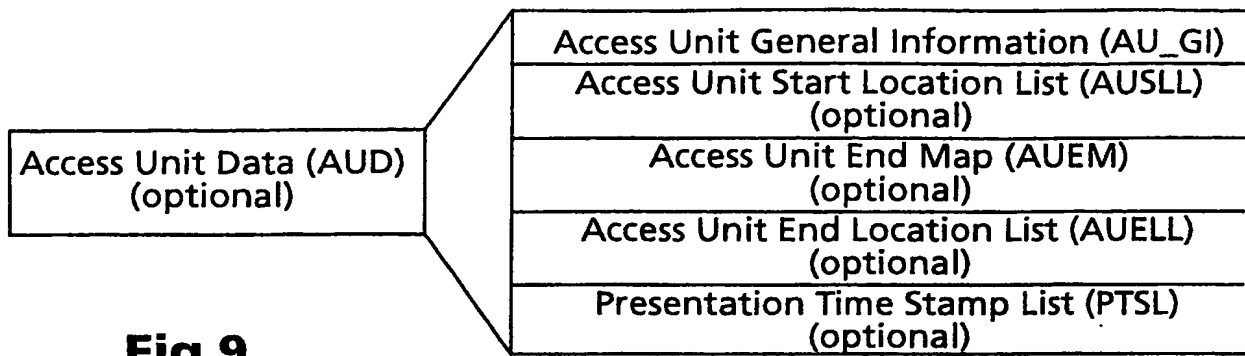 Access Unit Data (AUD)
(optional)
Access Unit General Information (AU_GI)
Access Unit Start Location List (AUSLL)
(optional)
Access Unit End Map (AUEM)
(optional)
Access Unit End Location List (AUELL)
(optional)
Presentation Time Stamp List (PTSL)
(optional)
Fig.9